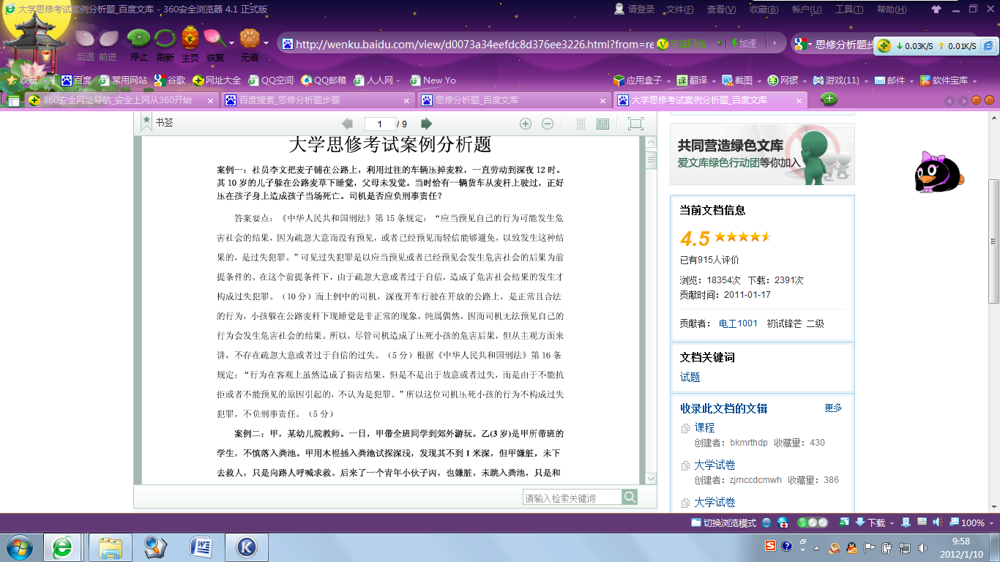 大学思修考试案例分析题_百度文库 - 360安全浏览器 4.1 正式版
请登录 文件(F) 查看(V) 收藏(B) 帐户(U) 工具(T) 帮助(H)
后退 前进 停止 刷新 主页 恢复 无痕
http://wenku.baidu.com/view/d0073a34eefdc8d376ee3226.html?from=re 可信网站 加速 思修分析题步
0.03K/S 0.01K/S
收藏 百度 常用网站 谷歌 网址大全 QQ空间 QQ邮箱 人人网 - New Yo 应用盒子 翻译 截图 网银 游戏(11) 邮件 软件宝库
360安全网址导航_安全上网从360开始 百度搜索_思修分析题步骤 思修分析题_百度文库 大学思修考试案例分析题_百度文库
书签 1 / 9
大学思修考试案例分析题
案例一：社员李文把麦子铺在公路上，利用过往的车辆压掉麦粒，一直劳动到深夜 12 时。
其 10 岁的儿子躲在公路麦草下睡觉，父母未发觉。当时恰有一辆货车从麦杆上驶过，正好
压在孩子身上造成孩子当场死亡。司机是否应负刑事责任？
答案要点：《中华人民共和国刑法》第 15 条规定：“应当预见自己的行为可能发生危
害社会的结果，因为疏忽大意而没有预见，或者已经预见而轻信能够避免，以致发生这种结
果的，是过失犯罪。”可见过失犯罪是以应当预见或者已经预见会发生危害社会的后果为前
提条件的。在这个前提条件下，由于疏忽大意或者过于自信，造成了危害社会结果的发生才
构成过失犯罪。（10 分）而上例中的司机，深夜开车行驶在开放的公路上，是正常且合法
的行为，小孩躲在公路麦杆下现睡觉是非正常的现象，纯属偶然，因而司机无法预见自己的
行为会发生危害社会的结果。所以，尽管司机造成了压死小孩的危害后果，但从主观方面来
讲，不存在疏忽大意或者过于自信的过失。（5 分）根据《中华人民共和国刑法》第 16 条
规定：“行为在客观上虽然造成了损害结果，但是不是出于故意或者过失，而是由于不能抗
拒或者不能预见的原因引起的，不认为是犯罪。”所以这位司机压死小孩的行为不构成过失
犯罪，不负刑事责任。（5 分）
案例二：甲，某幼儿院教师。一日，甲带全班同学到郊外游玩。乙(3 岁)是甲所带班的
学生，不慎落入粪池。甲用木棍插入粪池试探深浅，发现其不到 1 米深，但甲嫌脏，未下
去救人，只是向路人呼喊求救。后来了一个青年小伙子丙，也嫌脏，未跳入粪池，只是和
请输入检索关键词
共同营造绿色文库
爱文库绿色行动团等你加入
当前文档信息
4.5
已有915人评价
浏览：18354次 下载：2391次
贡献时间：2011-01-17
贡献者： 电工1001 初试锋芒 二级
文档关键词
试题
收录此文档的文辑 更多
课程
创建者：bkmrthdp 收藏量：430
大学试卷
创建者：zjmccdcmwh 收藏量：386
大学试卷
切换浏览模式 下载 100%
9:58
2012/1/10